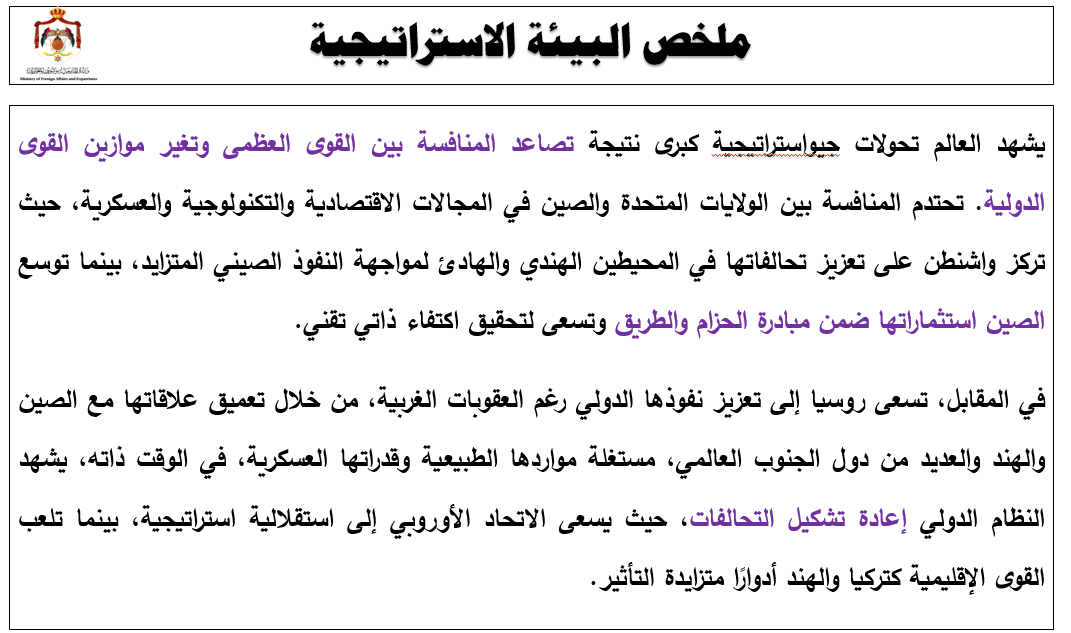 ملخص البيئة الاستراتيجية
Ministry of Foreign Affairs and Expatriates
يشهد العالم تحولات جيواستراتيجية كبرى نتيجة تصاعد المنافسة بين القوى العظمى وتغير موازين القوى
الدولية. تحتدم المنافسة بين الولايات المتحدة والصين في المجالات الاقتصادية والتكنولوجية والعسكرية، حيث
تركز واشنطن على تعزيز تحالفاتها في المحيطين الهندي والهادئ لمواجهة النفوذ الصيني المتزايد، بينما توسع
الصين استثماراتها ضمن مبادرة الحزام والطريق وتسعى لتحقيق اكتفاء ذاتي تقني.
في المقابل، تسعى روسيا إلى تعزيز نفوذها الدولي رغم العقوبات الغربية، من خلال تعميق علاقاتها مع الصين
والهند والعديد من دول الجنوب العالمي، مستغلة مواردها الطبيعية وقدراتها العسكرية، في الوقت ذاته، يشهد
النظام الدولي إعادة تشكيل التحالفات، حيث يسعى الاتحاد الأوروبي إلى استقلالية استراتيجية، بينما تلعب
القوى الإقليمية كتركيا والهند أدوارًا متزايدة التأثير.